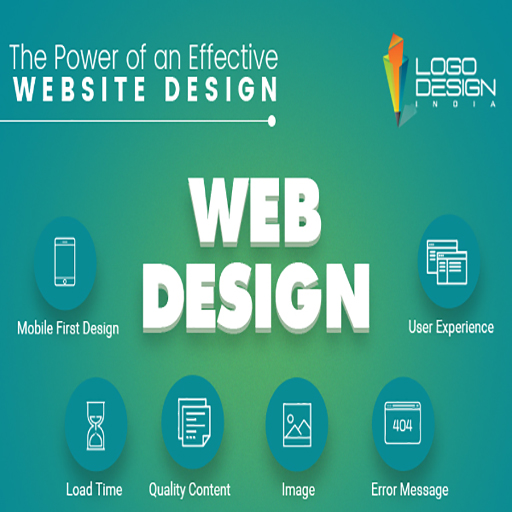 The Power of an Effective
WEBSITE DESIGN
LOGO
DESIGN
INDIA
WEB
DESIGN
Mobile First Design
User Experience
404
Load Time
Quality Content
Image
Error Message